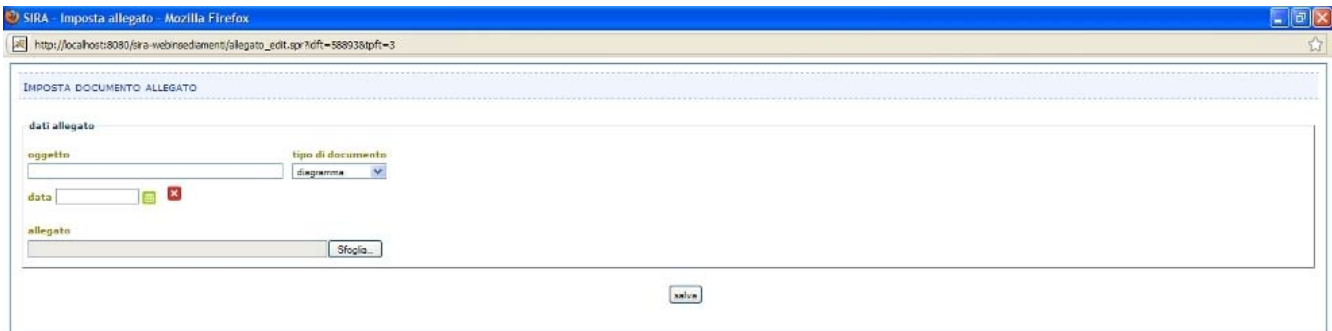 SIRA - Imposta allegato - Mozilla Firefox
http://localhost:8080/sira-webinsediamenti/allegato_edit.spr?idft=58893&tpft=3
IMPOSTA DOCUMENTO ALLEGATO
dati allegato
oggetto tipo di documento
diagramma
data
allegato
Sfoglia...
salva